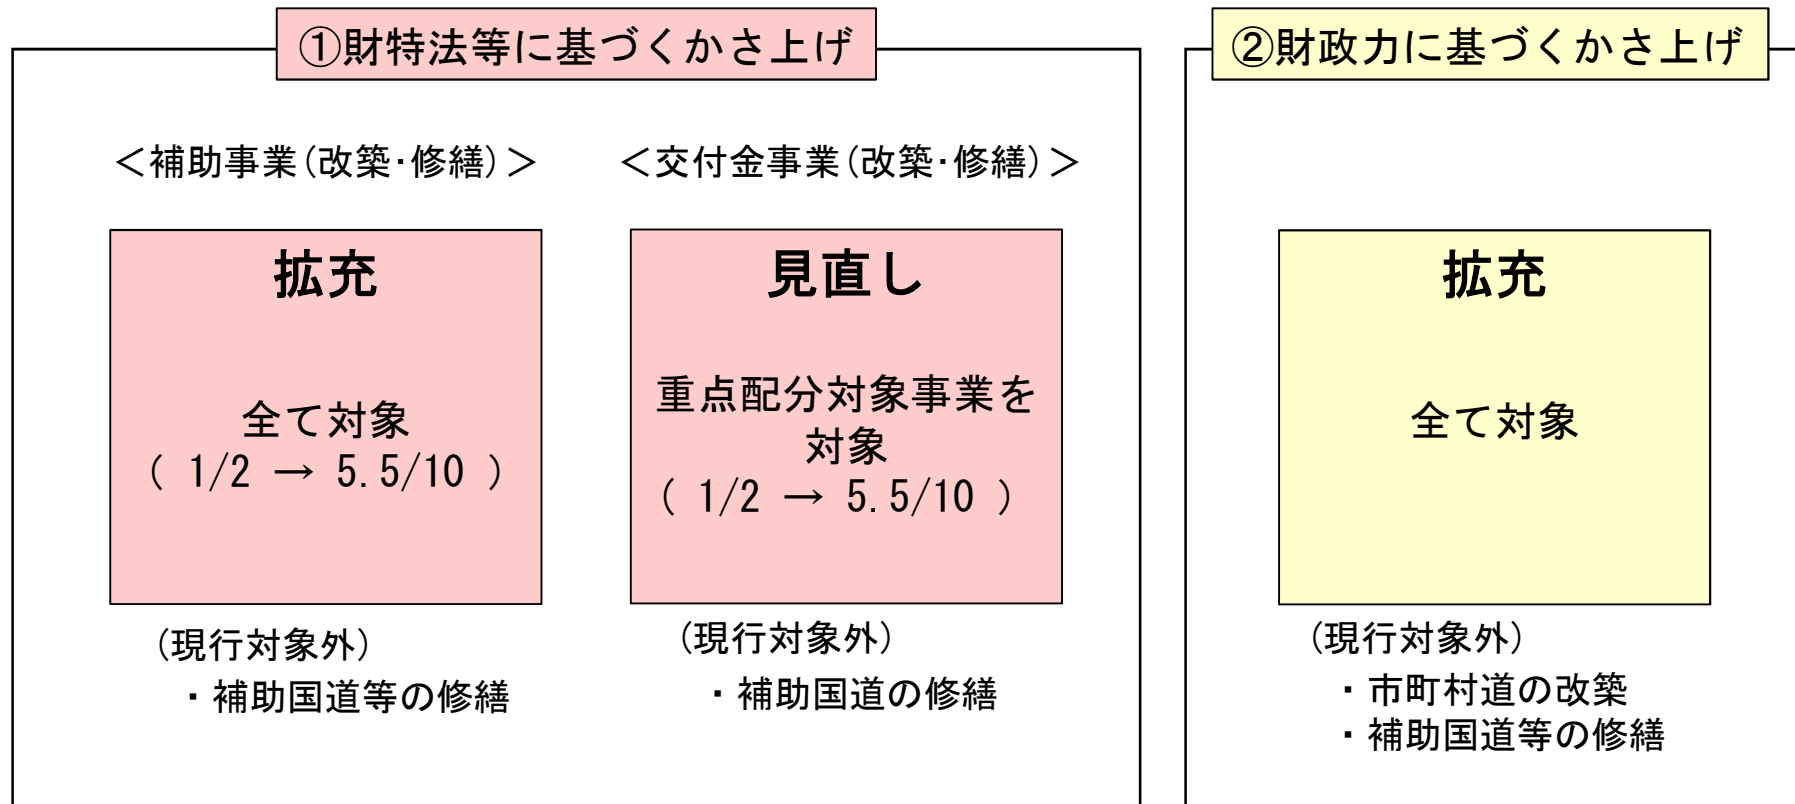 ①財特法等に基づくかさ上げ
＜補助事業(改築･修繕)＞
拡充
全て対象
( 1/2 → 5.5/10 )
(現行対象外)
・補助国道等の修繕
＜交付金事業(改築･修繕)＞
見直し
重点配分対象事業を
対象
( 1/2 → 5.5/10 )
(現行対象外)
・補助国道の修繕
②財政力に基づくかさ上げ
拡充
全て対象
(現行対象外)
・市町村道の改築
・補助国道等の修繕